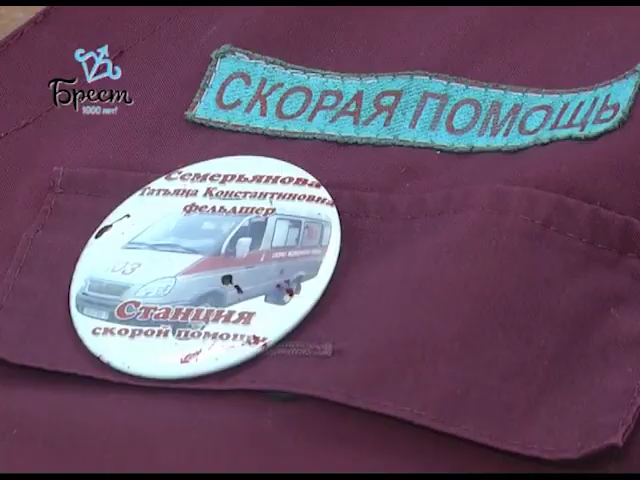 Брест
1000 лет!
СКОРАЯ ПОМОЩЬ
Семерьянова
Татьяна Константиновна
фельдшер
03
Станция
скорой помощи